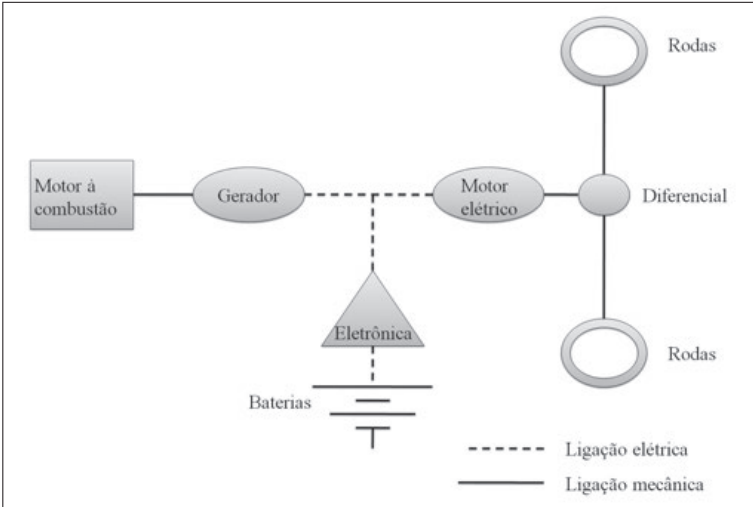 Rodas
Motor à
combustão
Gerador
Motor
elétrico
Diferencial
Eletrônica
Rodas
Baterias
Ligação elétrica
Ligação mecânica